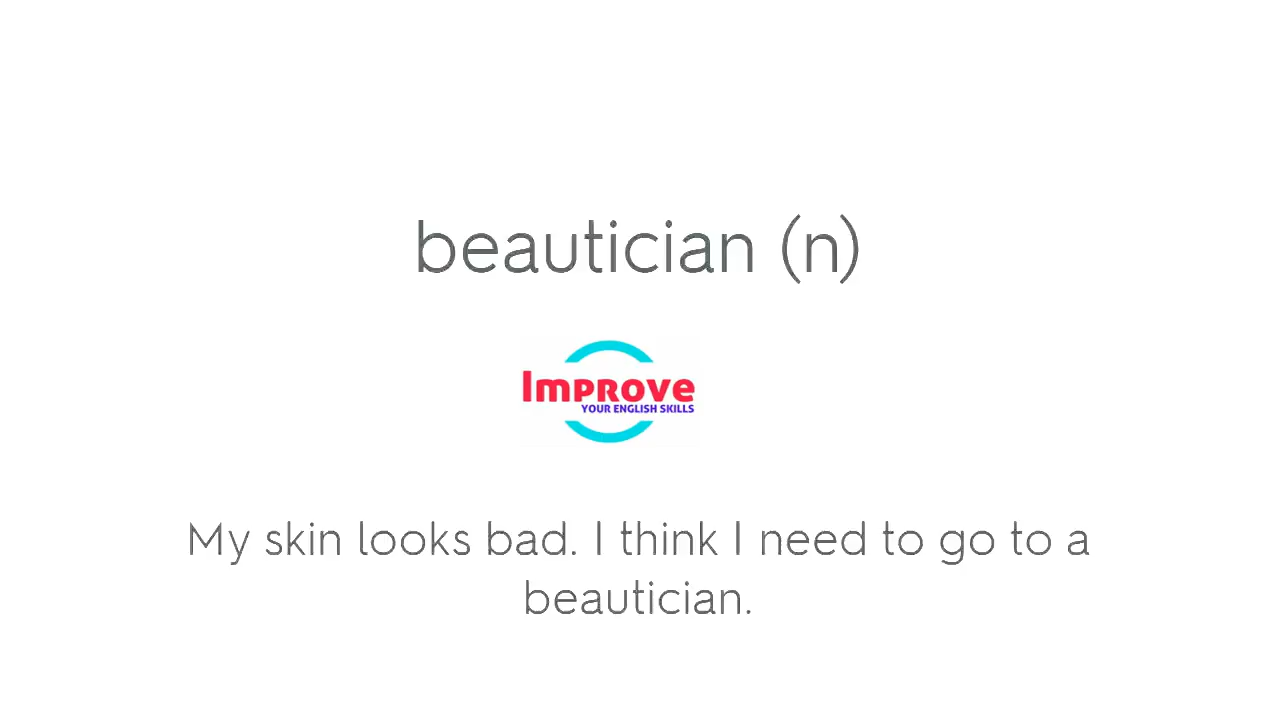 beautician (n)
Improve
YOUR ENGLISH SKILLS
My skin looks bad. I think I need to go to a
beautician.